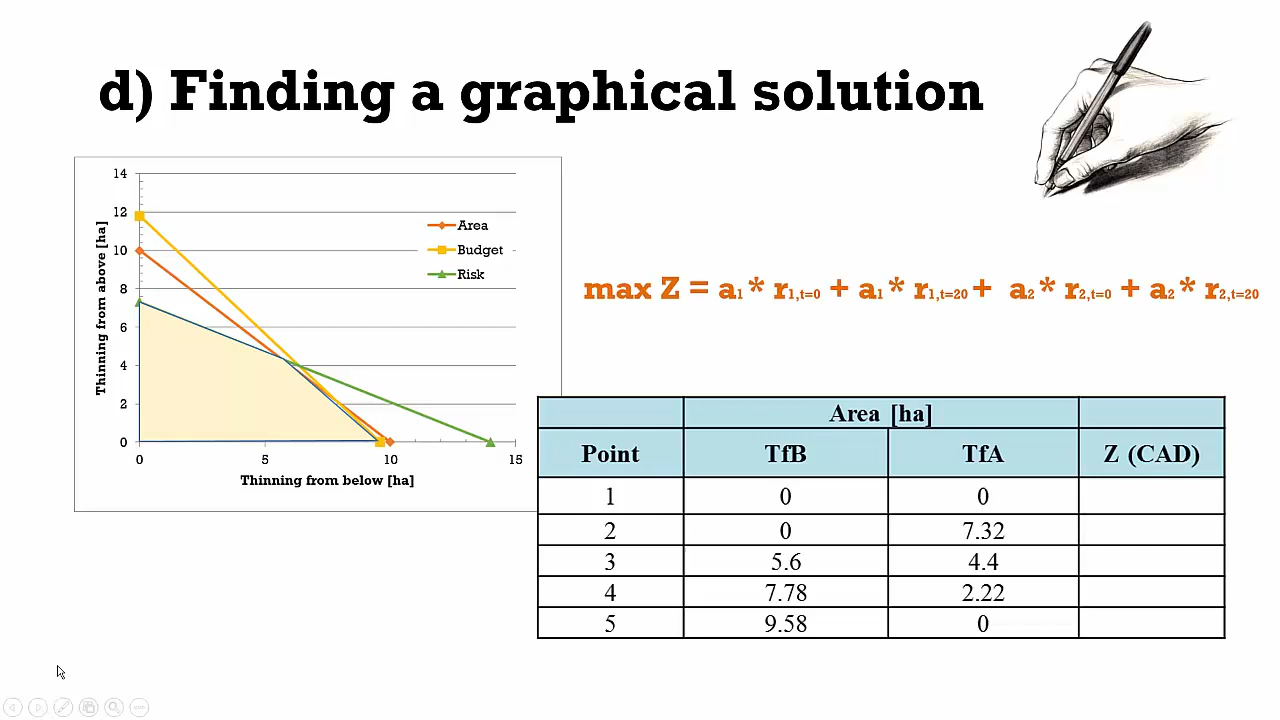 d) Finding a graphical solution
14
12
10
8
6
4
2
0
0 5 10 15
Thinning from above [ha]
Thinning from below [ha]
Area
Budget
Risk
max Z = a1 * r1,t=0 + a1 * r1,t=20 + a2 * r2,t=0 + a2 * r2,t=20
Area [ha]
Point TfB TfA Z (CAD)
1 0 0
2 0 7.32
3 5.6 4.4
4 7.78 2.22
5 9.58 0